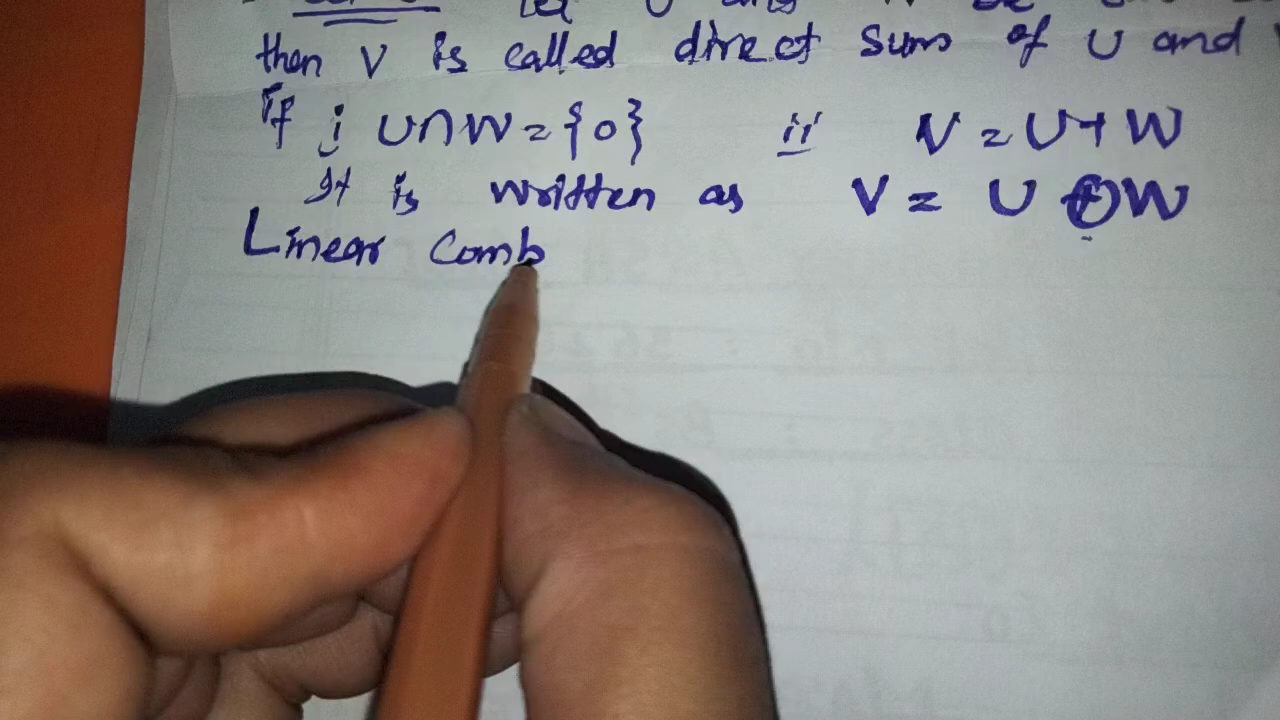 then V is called direct sum of U and
If i U∩W = {0} ii V = U + W
It is written as V = U ⊕ W
Linear Comb